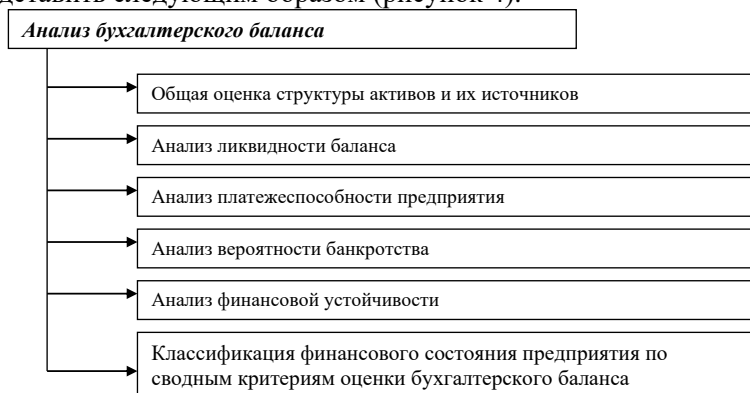 следующим образом (рисунок 4).
Анализ бухгалтерского баланса
Общая оценка структуры активов и их источников
Анализ ликвидности баланса
Анализ платежеспособности предприятия
Анализ вероятности банкротства
Анализ финансовой устойчивости
Классификация финансового состояния предприятия по
сводным критериям оценки бухгалтерского баланса